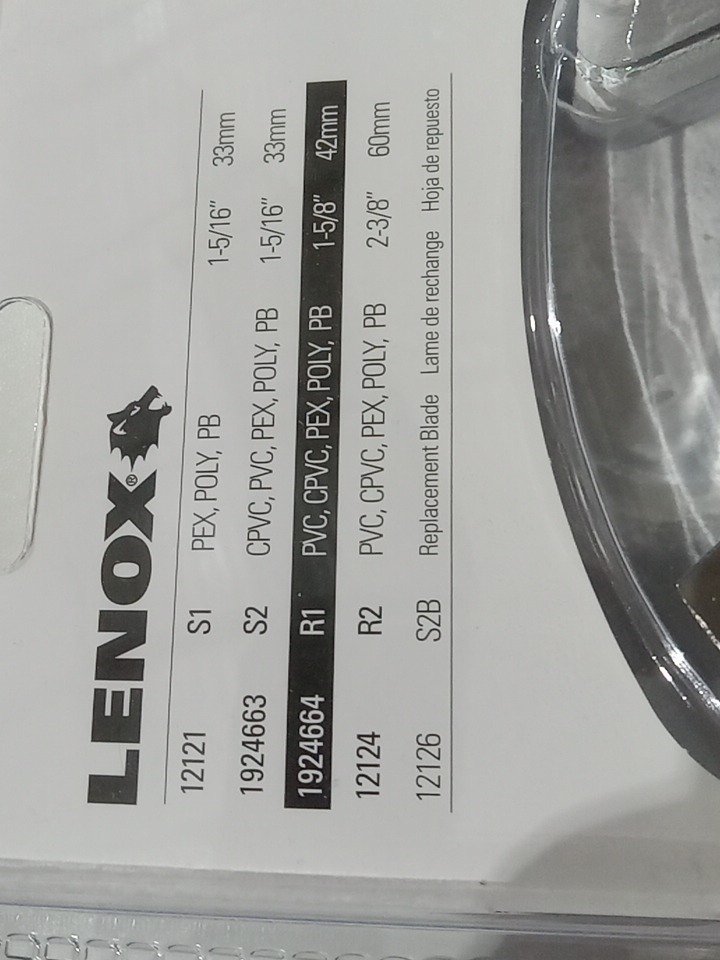 LENOX®
12121 S1 PEX, POLY, PB 1-5/16" 33mm
1924663 S2 CPVC, PVC, PEX, POLY, PB 1-5/16" 33mm
1924664 R1 PVC, CPVC, PEX, POLY, PB 1-5/8" 42mm
12124 R2 PVC, CPVC, PEX, POLY, PB 2-3/8" 60mm
12126 S2B Replacement Blade Lame de rechange Hoja de repuesto